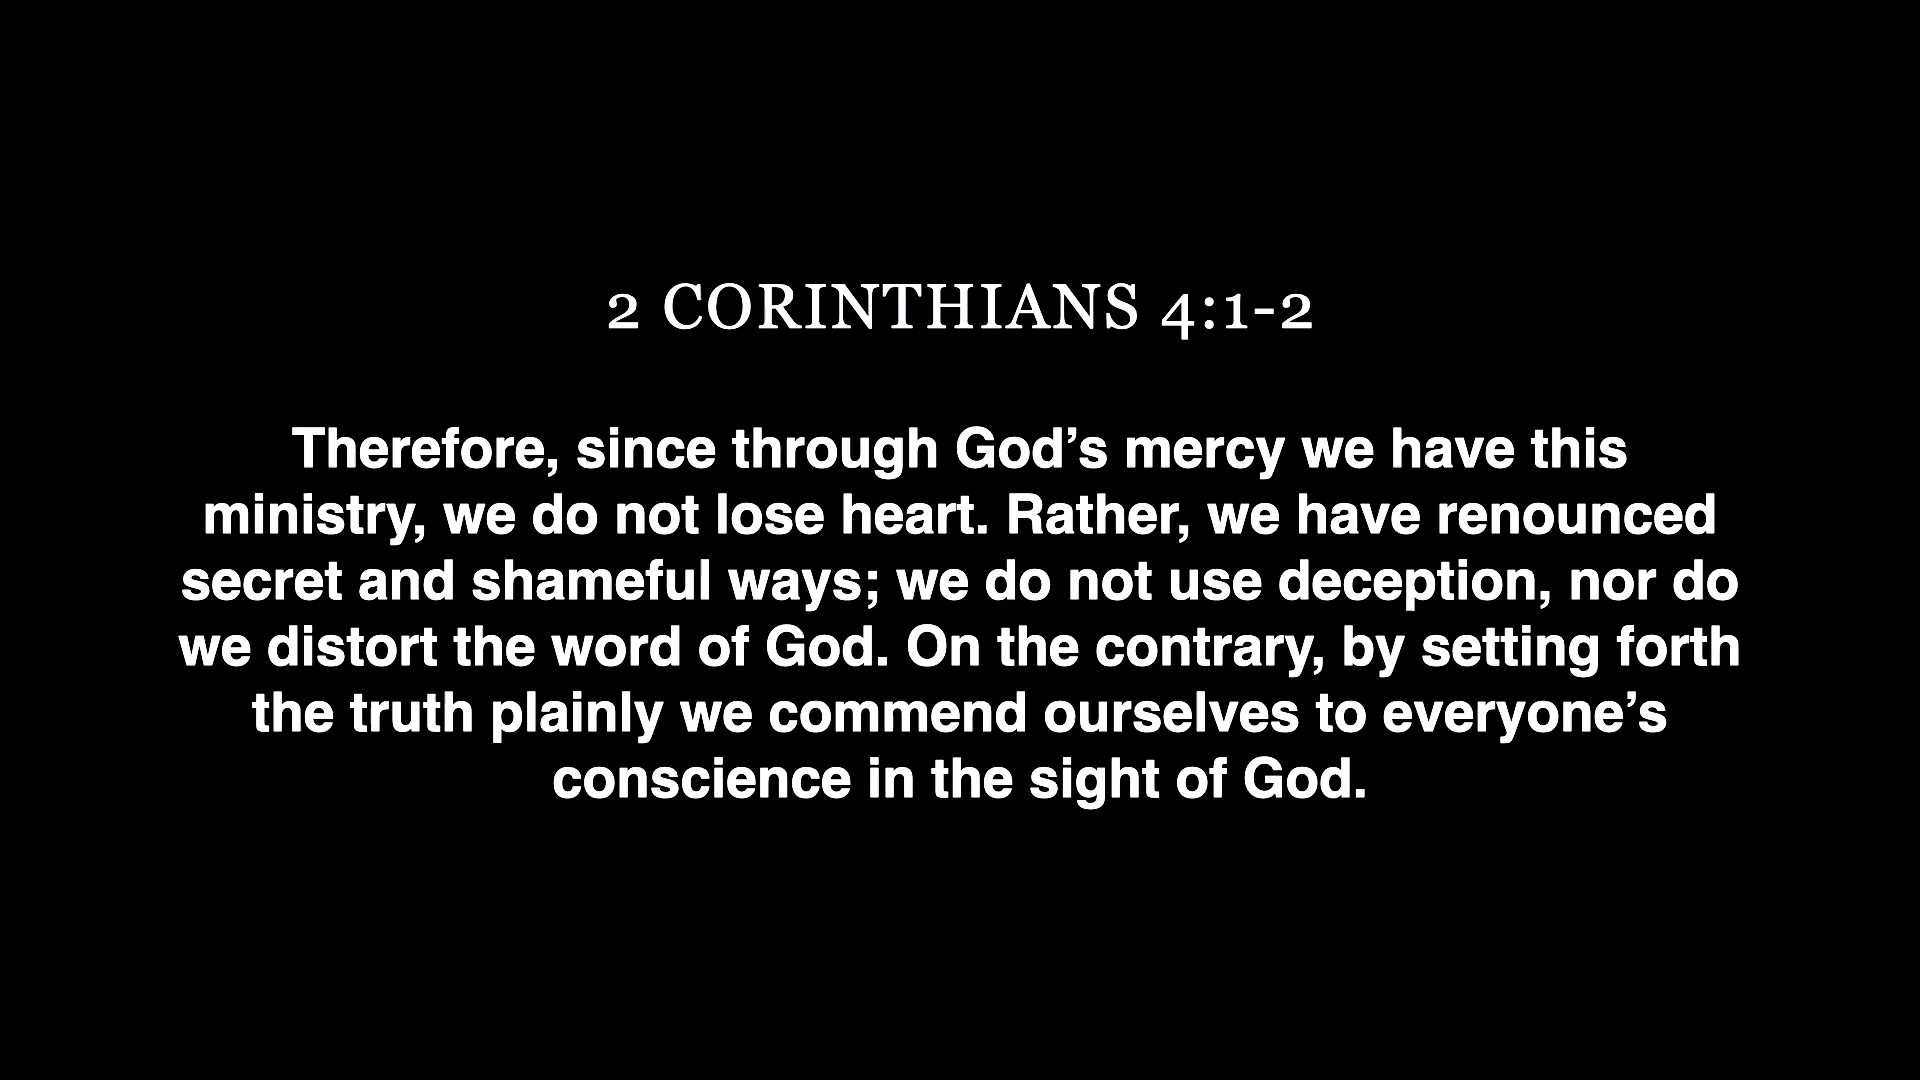 2 CORINTHIANS 4:1-2
Therefore, since through God’s mercy we have this
ministry, we do not lose heart. Rather, we have renounced
secret and shameful ways; we do not use deception, nor do
we distort the word of God. On the contrary, by setting forth
the truth plainly we commend ourselves to everyone’s
conscience in the sight of God.